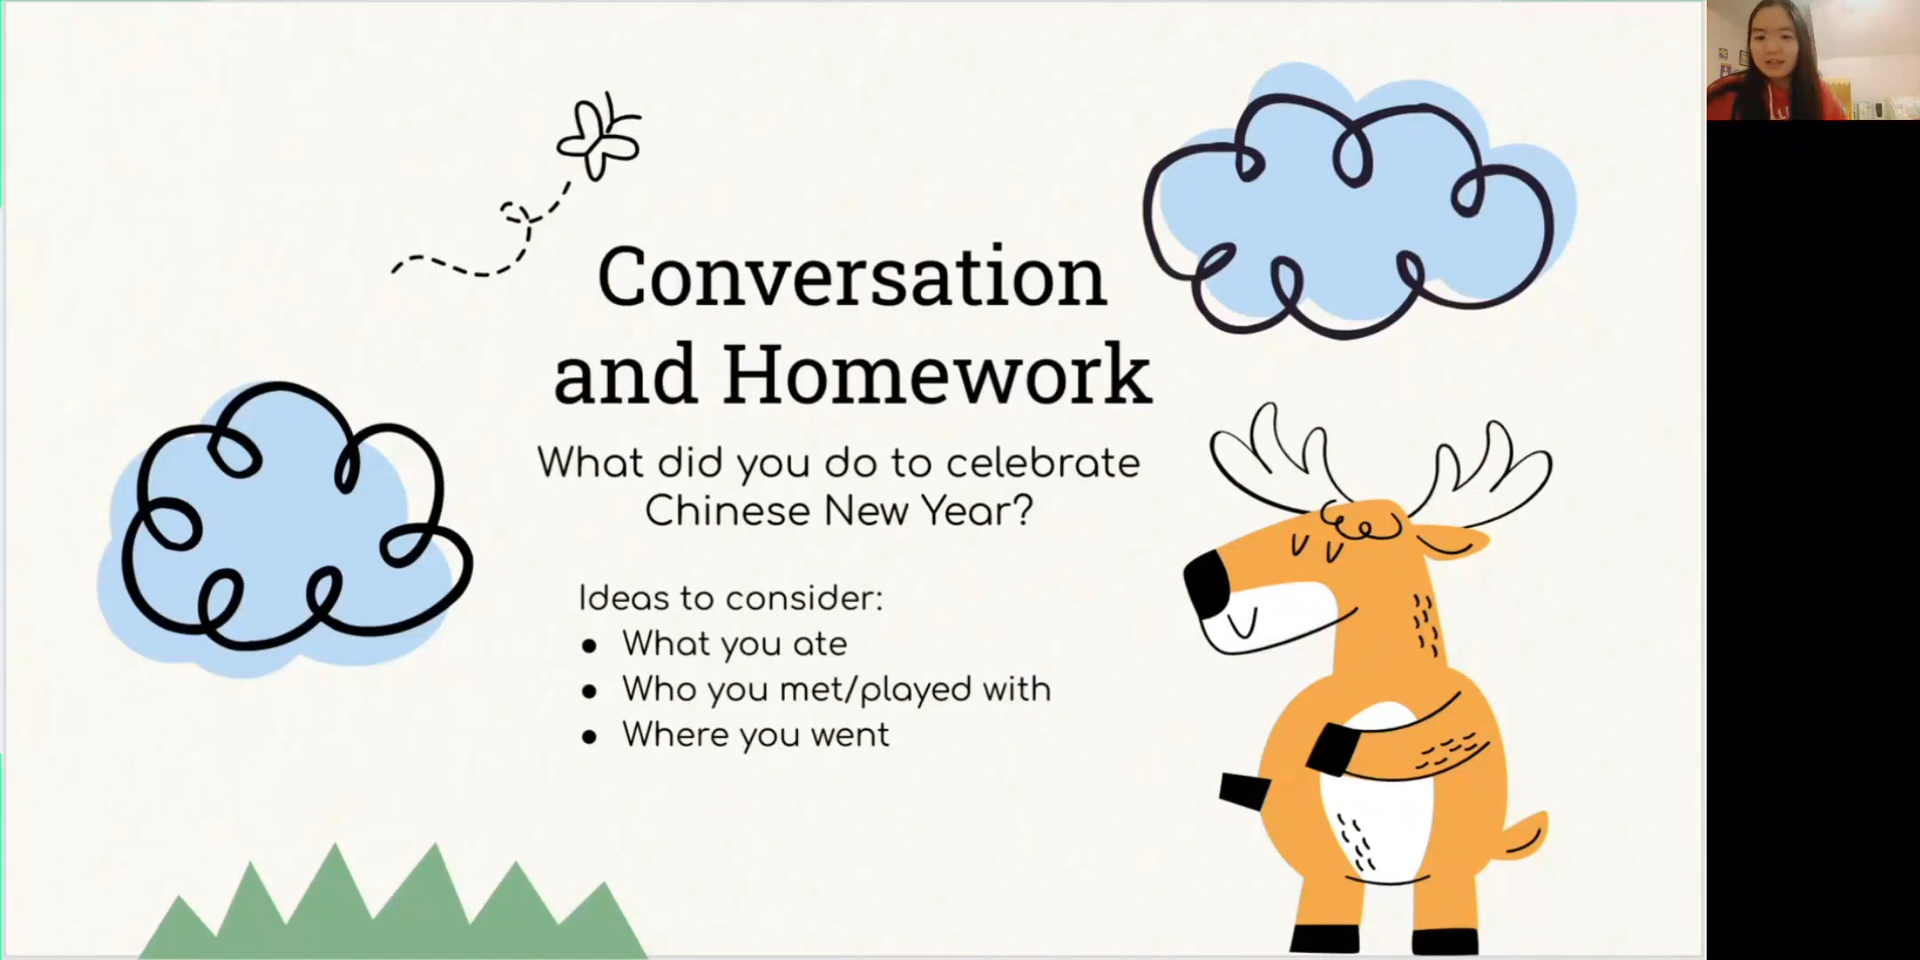 Conversation
and Homework
What did you do to celebrate
Chinese New Year?
Ideas to consider:
● What you ate
● Who you met/played with
● Where you went